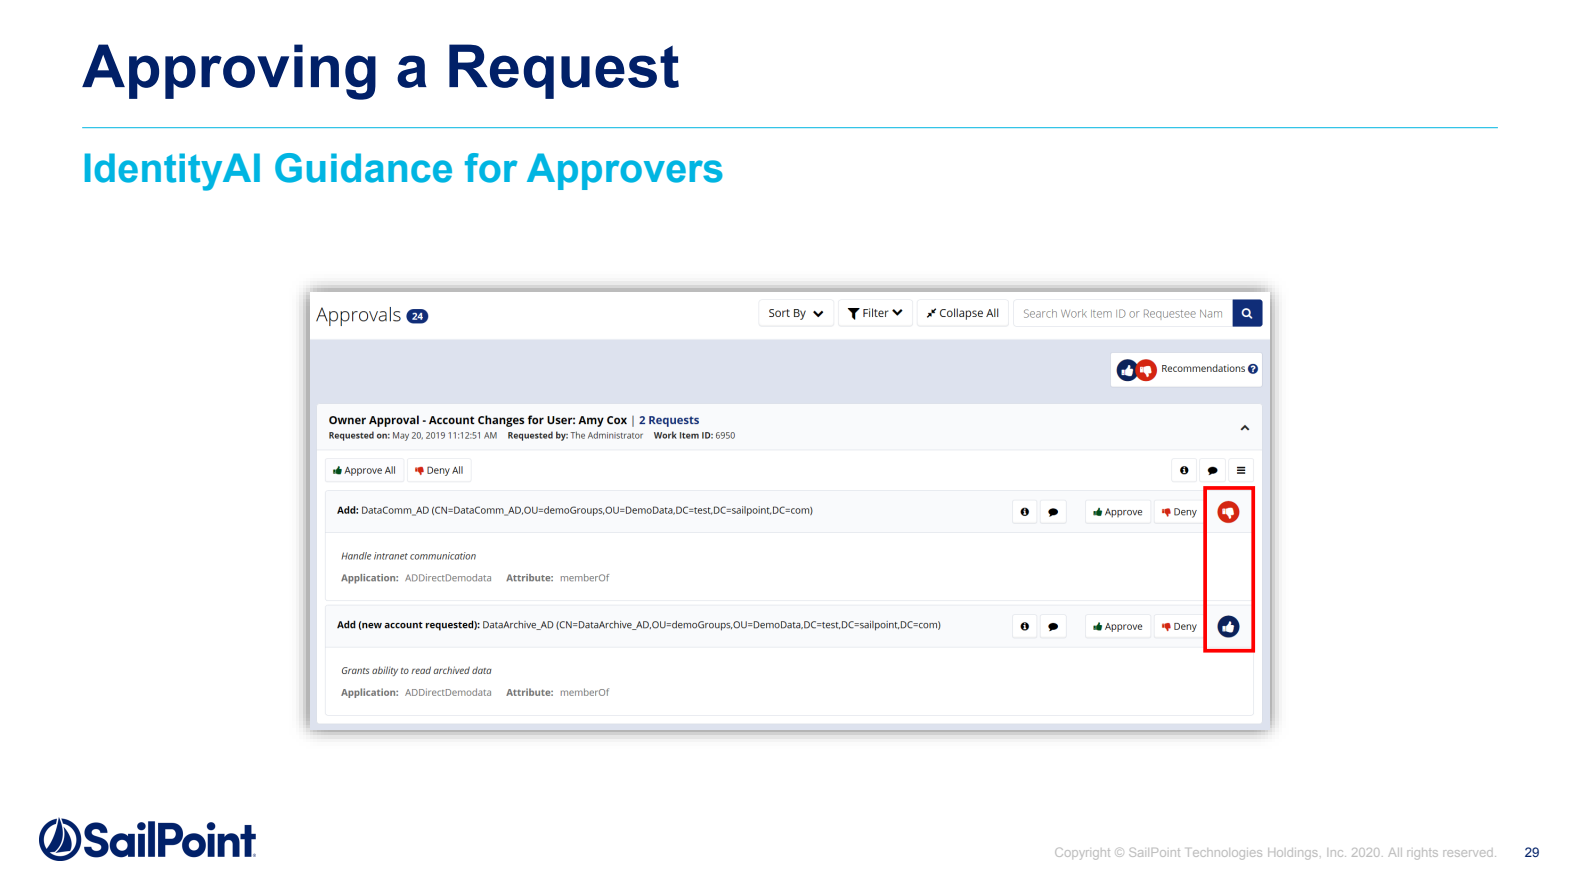 Approving a Request
IdentityAI Guidance for Approvers
Approvals 24
Sort By
Filter
Collapse All
Search Work Item ID or Requestee Nam
Recommendations
Owner Approval - Account Changes for User: Amy Cox | 2 Requests
Requested on: May 20, 2019 11:12:51 AM Requested by: The Administrator Work Item ID: 6950
Approve All Deny All
Add: DataComm_AD (CN=DataComm_AD,OU=demoGroups,OU=DemoData,DC=test,DC=sailpoint,DC=com)
Approve Deny
Handle intranet communication
Application: ADDirectDemodata Attribute: memberOf
Add (new account requested): DataArchive_AD (CN=DataArchive_AD,OU=demoGroups,OU=DemoData,DC=test,DC=sailpoint,DC=com)
Approve Deny
Grants ability to read archived data
Application: ADDirectDemodata Attribute: memberOf
SailPoint
Copyright © SailPoint Technologies Holdings, Inc. 2020. All rights reserved. 29